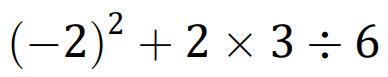 (−2)² + 2 × 3 ÷ 6